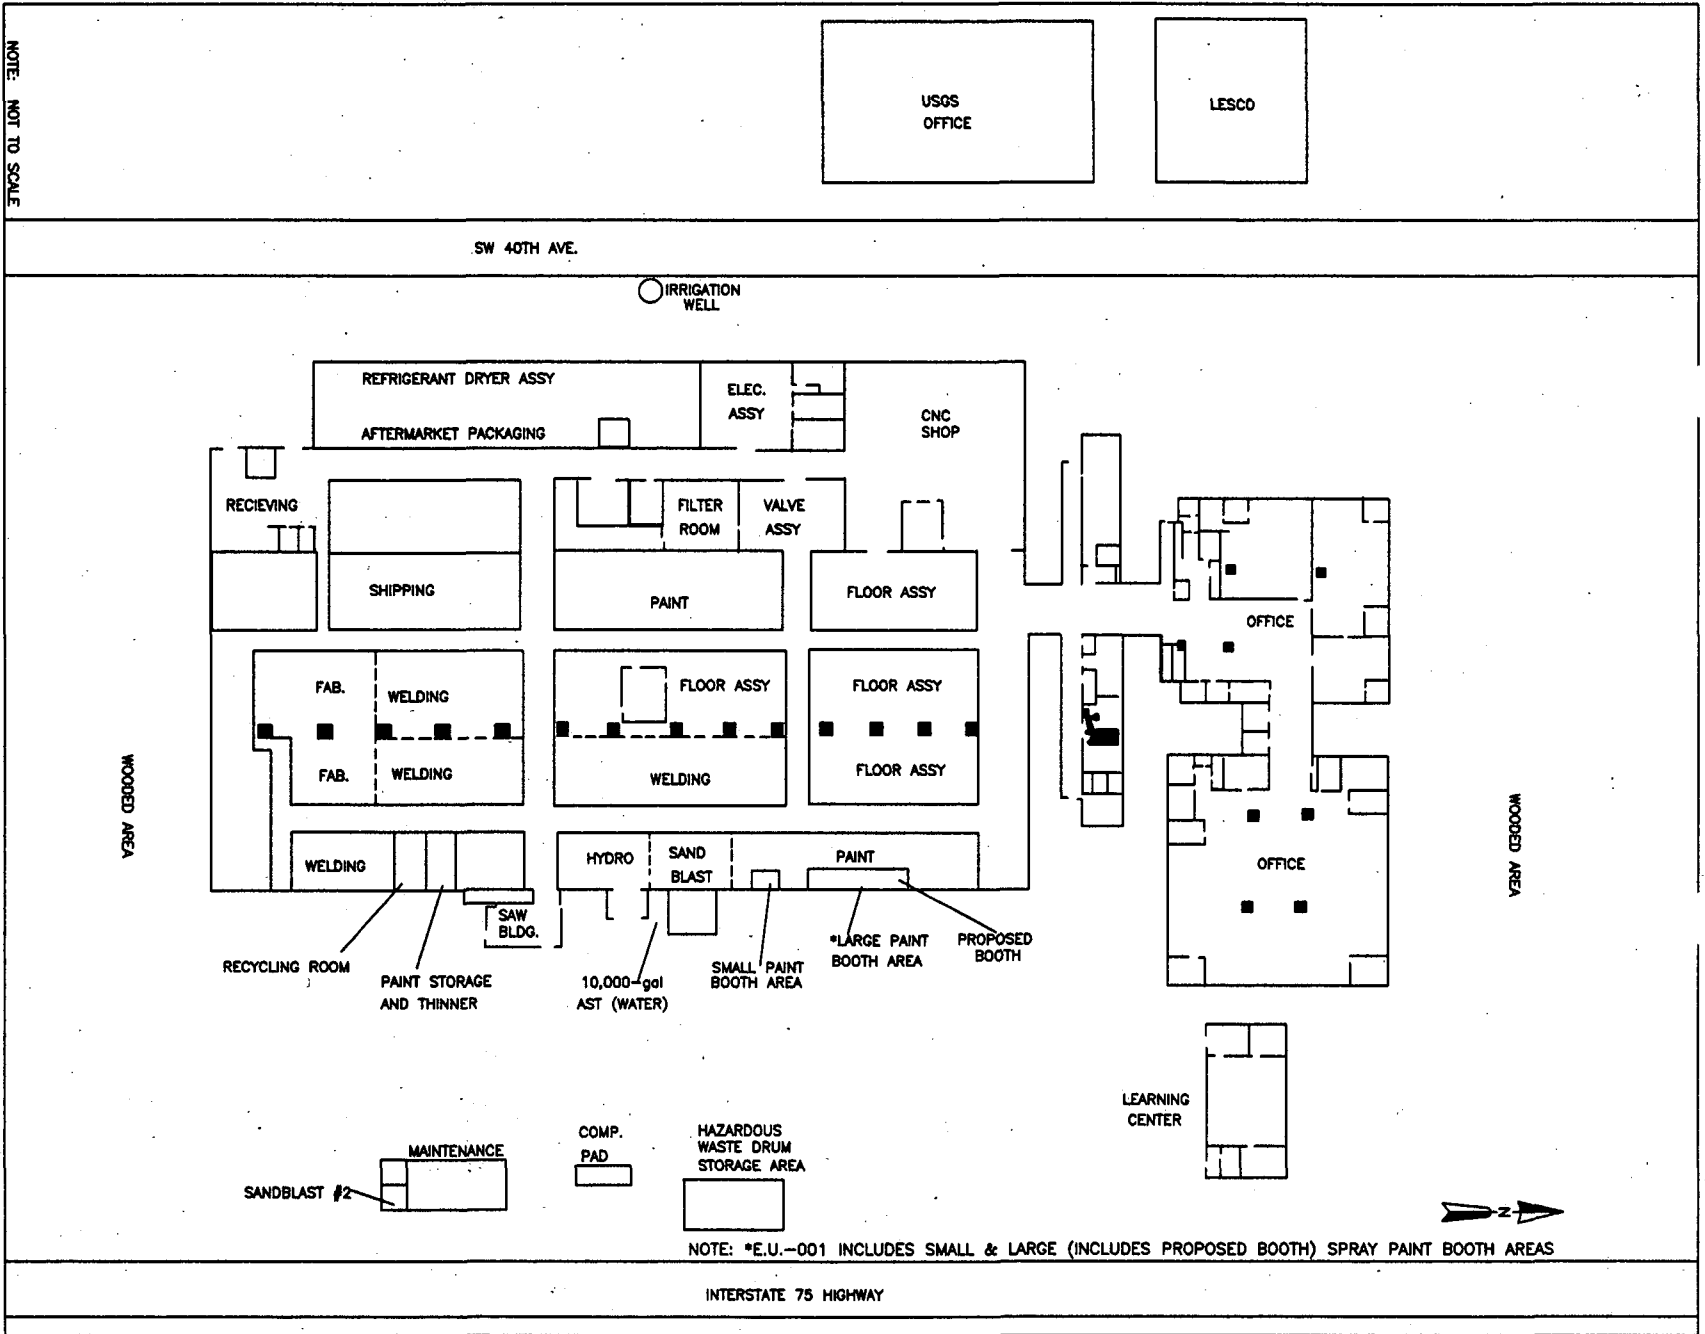 NOTE: NOT TO SCALE
USGS
OFFICE
LESCO
SW 40TH AVE.
IRRIGATION
WELL
REFRIGERANT DRYER ASSY
AFTERMARKET PACKAGING
ELEC.
ASSY
CNC
SHOP
RECIEVING
FILTER
ROOM
VALVE
ASSY
SHIPPING
PAINT
FLOOR ASSY
OFFICE
FAB.
WELDING
FLOOR ASSY
FLOOR ASSY
FAB.
WELDING
WELDING
FLOOR ASSY
WOODED AREA
WOODED AREA
WELDING
HYDRO
SAND
BLAST
PAINT
OFFICE
SAW
BLDG.
RECYCLING ROOM
PAINT STORAGE
AND THINNER
10,000-gal
AST (WATER)
SMALL PAINT
BOOTH AREA
*LARGE PAINT
BOOTH AREA
PROPOSED
BOOTH
LEARNING
CENTER
MAINTENANCE
SANDBLAST #2
COMP.
PAD
HAZARDOUS
WASTE DRUM
STORAGE AREA
N
NOTE: *E.U.-001 INCLUDES SMALL & LARGE (INCLUDES PROPOSED BOOTH) SPRAY PAINT BOOTH AREAS
INTERSTATE 75 HIGHWAY